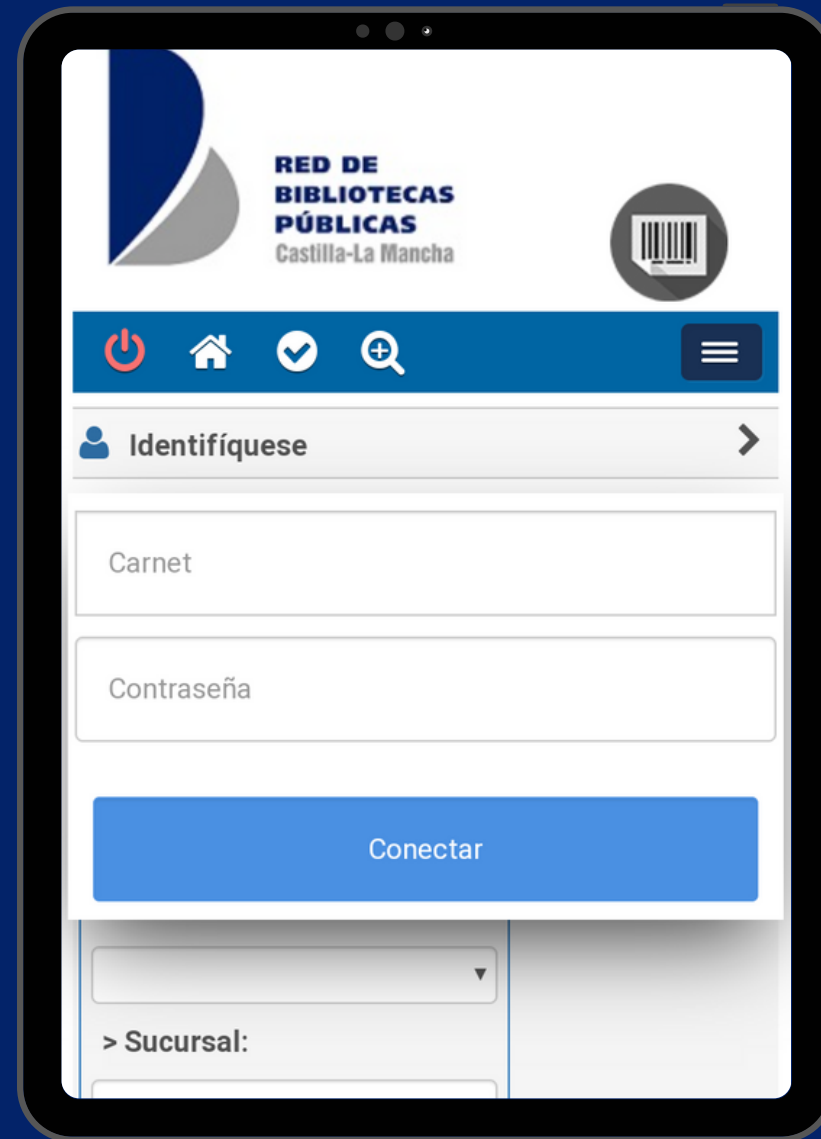 RED DE
BIBLIOTECAS
PÚBLICAS
Castilla-La Mancha
Identifíquese
Carnet
Contraseña
Conectar
> Sucursal: